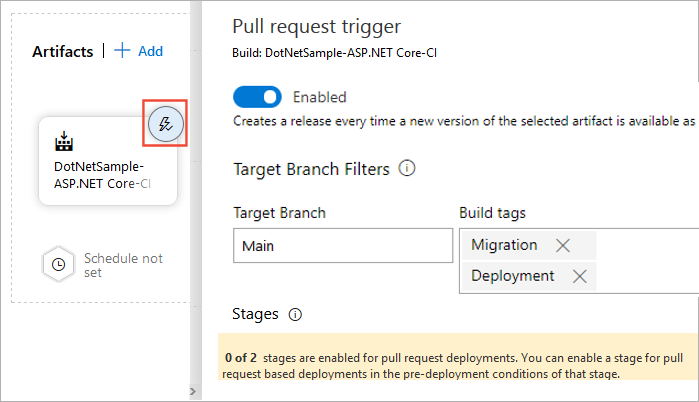 Artifacts | + Add
DotNetSample-
ASP.NET Core-CI
Schedule not
set
Pull request trigger
Build: DotNetSample-ASP.NET Core-CI
Enabled
Creates a release every time a new version of the selected artifact is available as
Target Branch Filters
Target Branch
Main
Build tags
Migration
Deployment
Stages
0 of 2 stages are enabled for pull request deployments. You can enable a stage for pull
request based deployments in the pre-deployment conditions of that stage.